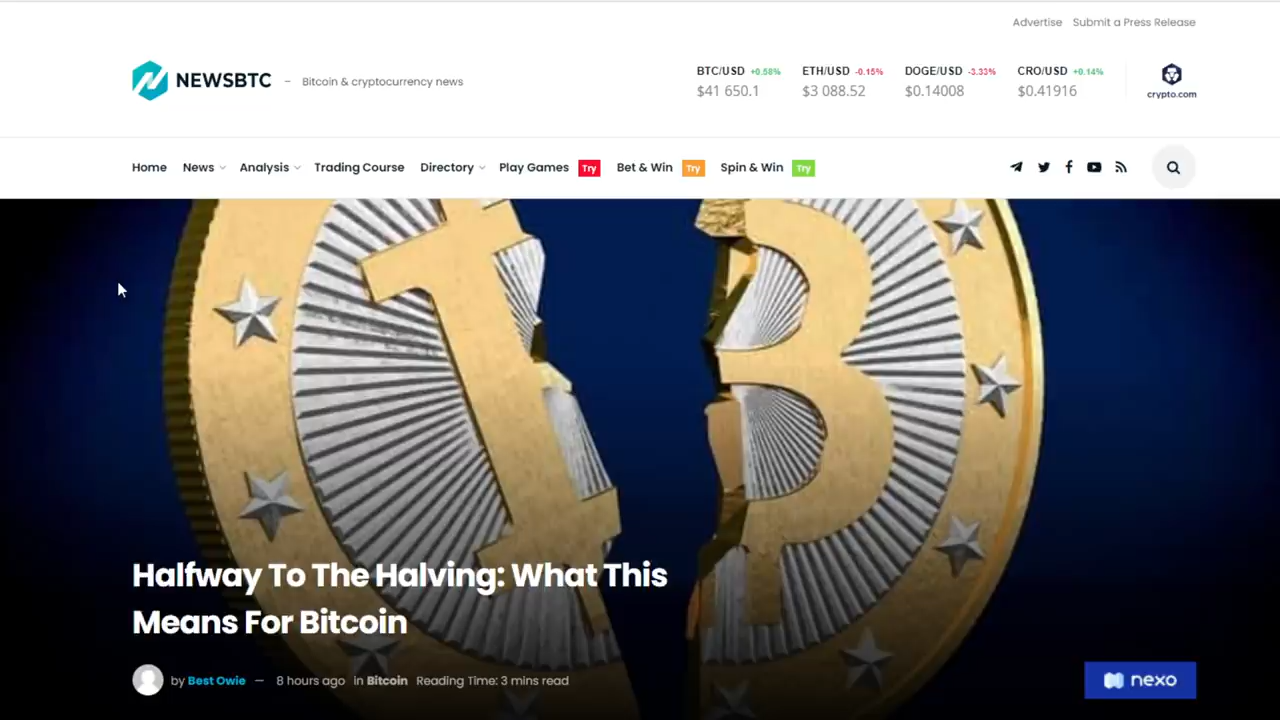 Advertise Submit a Press Release
NEWSBTC – Bitcoin & cryptocurrency news
BTC/USD +0.58% ETH/USD -0.15% DOGE/USD -3.33% CRO/USD +0.14%
$41 650.1 $3 088.52 $0.14008 $0.41916
crypto.com
Home News Analysis Trading Course Directory Play Games Try Bet & Win Try Spin & Win Try
Halfway To The Halving: What This
Means For Bitcoin
by Best Owie — 8 hours ago in Bitcoin Reading Time: 3 mins read
nexo